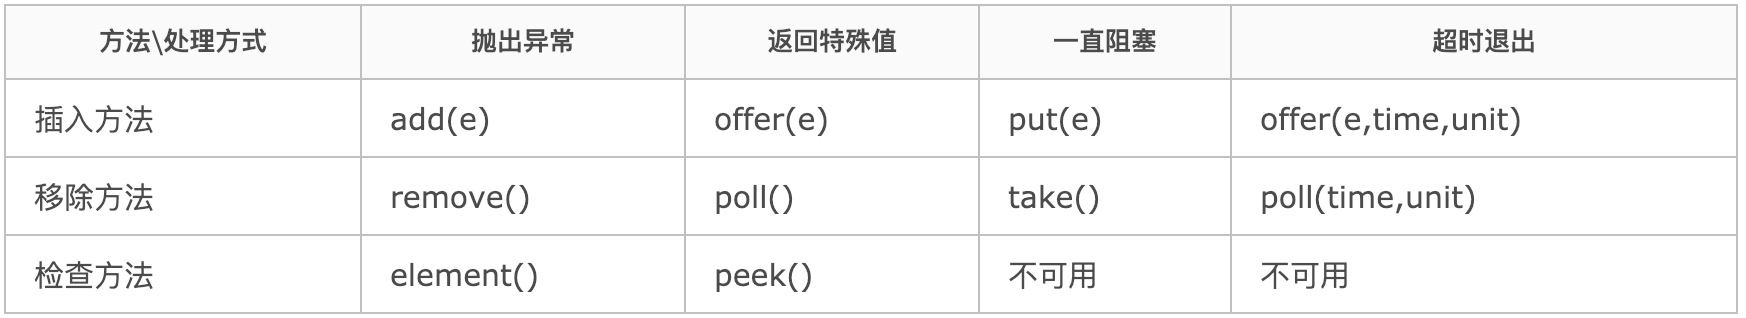 方法\处理方式 抛出异常 返回特殊值 一直阻塞 超时退出
插入方法 add(e) offer(e) put(e) offer(e,time,unit)
移除方法 remove() poll() take() poll(time,unit)
检查方法 element() peek() 不可用 不可用